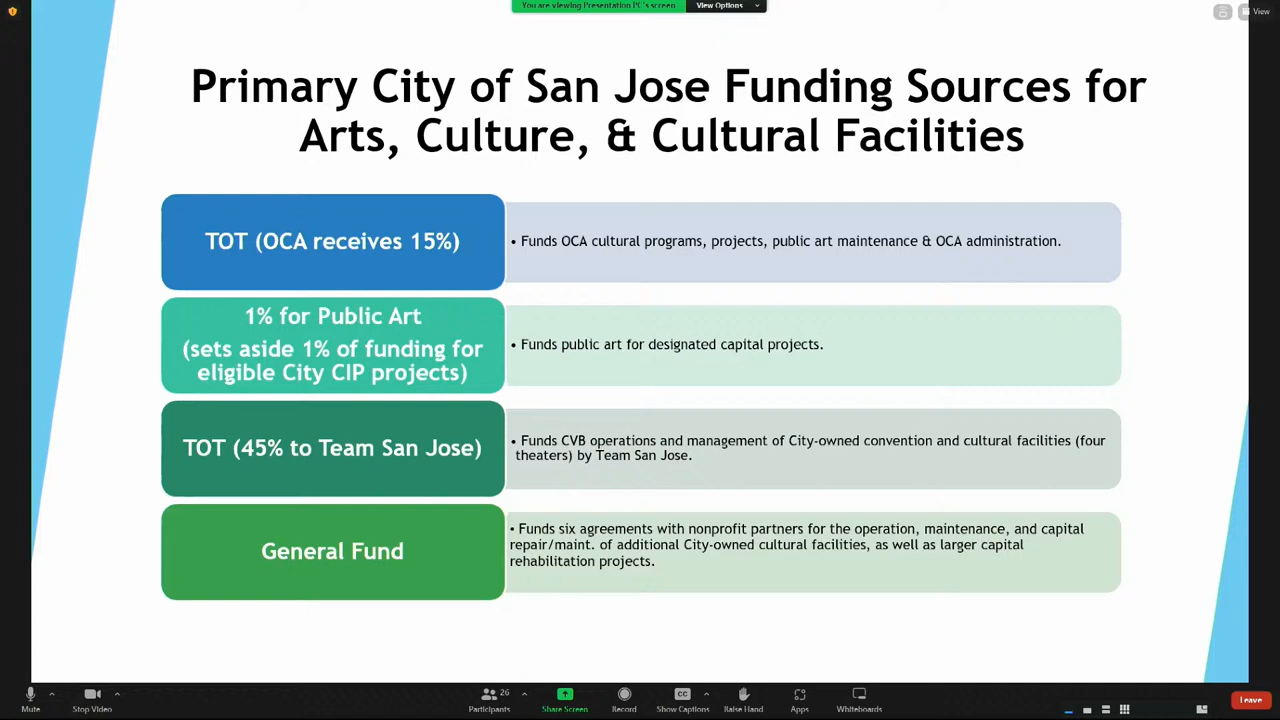 You are viewing Presentation PC's screen
View Options
View
Primary City of San Jose Funding Sources for
Arts, Culture, & Cultural Facilities
TOT (OCA receives 15%)
• Funds OCA cultural programs, projects, public art maintenance & OCA administration.
1% for Public Art
(sets aside 1% of funding for
eligible City CIP projects)
• Funds public art for designated capital projects.
TOT (45% to Team San Jose)
• Funds CVB operations and management of City-owned convention and cultural facilities (four
theaters) by Team San Jose.
General Fund
• Funds six agreements with nonprofit partners for the operation, maintenance, and capital
repair/maint. of additional City-owned cultural facilities, as well as larger capital
rehabilitation projects.
26
CC
Mute
Stop Video
Participants
Share Screen
Record
Show Captions
Raise Hand
Apps
Whiteboards
Leave